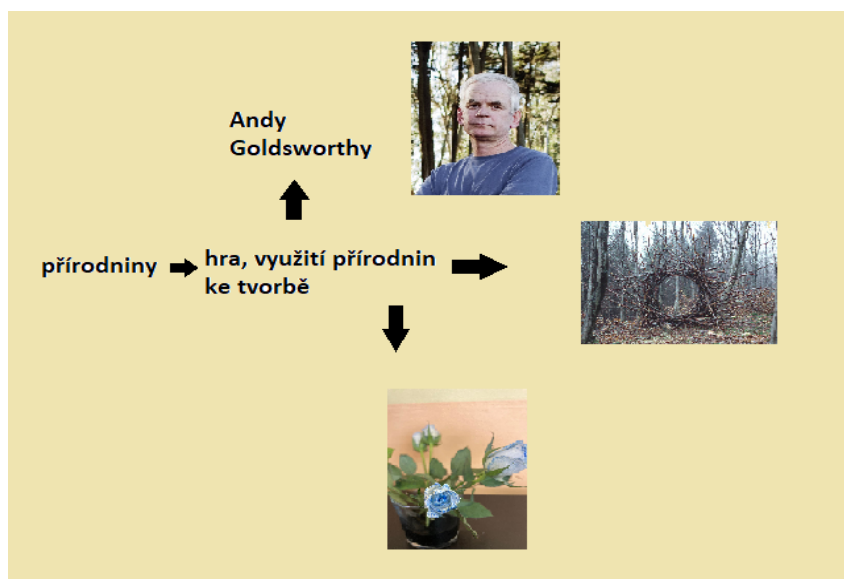 Andy
Goldsworthy
přírodniny
hra, využití přírodnin
ke tvorbě